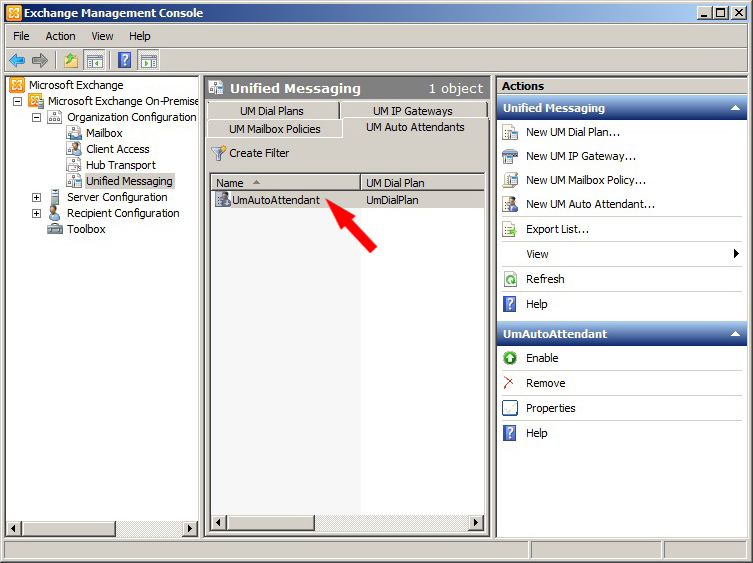 Exchange Management Console
File Action View Help
Microsoft Exchange
Microsoft Exchange On-Premise
Organization Configuration
Mailbox
Client Access
Hub Transport
Unified Messaging
Server Configuration
Recipient Configuration
Toolbox
Unified Messaging 1 object
UM Dial Plans UM IP Gateways
UM Mailbox Policies UM Auto Attendants
Create Filter
Name UM Dial Plan
UmAutoAttendant UmDialPlan
Actions
Unified Messaging
New UM Dial Plan...
New UM IP Gateway...
New UM Mailbox Policy...
New UM Auto Attendant...
Export List...
View
Refresh
Help
UmAutoAttendant
Enable
Remove
Properties
Help